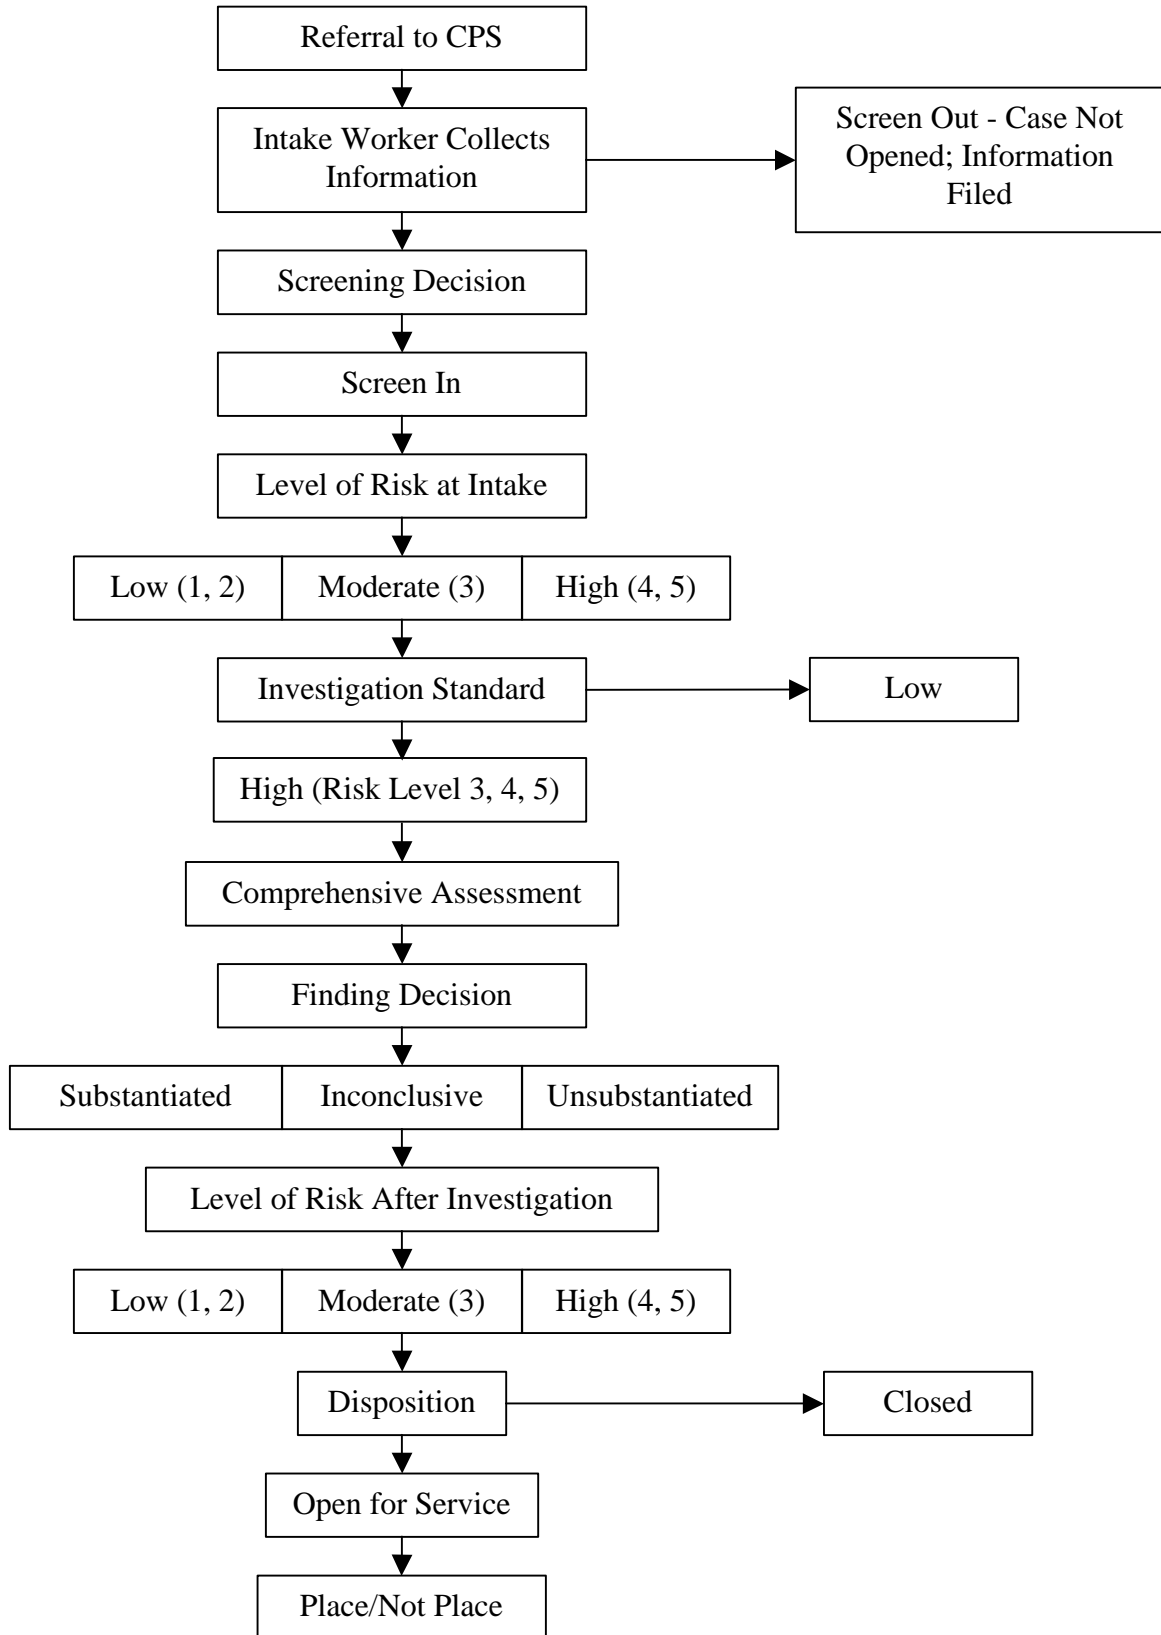 Referral to CPS
Intake Worker Collects
Information
Screen Out - Case Not
Opened; Information
Filed
Screening Decision
Screen In
Level of Risk at Intake
Low (1, 2)
Moderate (3)
High (4, 5)
Investigation Standard
Low
High (Risk Level 3, 4, 5)
Comprehensive Assessment
Finding Decision
Substantiated
Inconclusive
Unsubstantiated
Level of Risk After Investigation
Low (1, 2)
Moderate (3)
High (4, 5)
Disposition
Closed
Open for Service
Place/Not Place